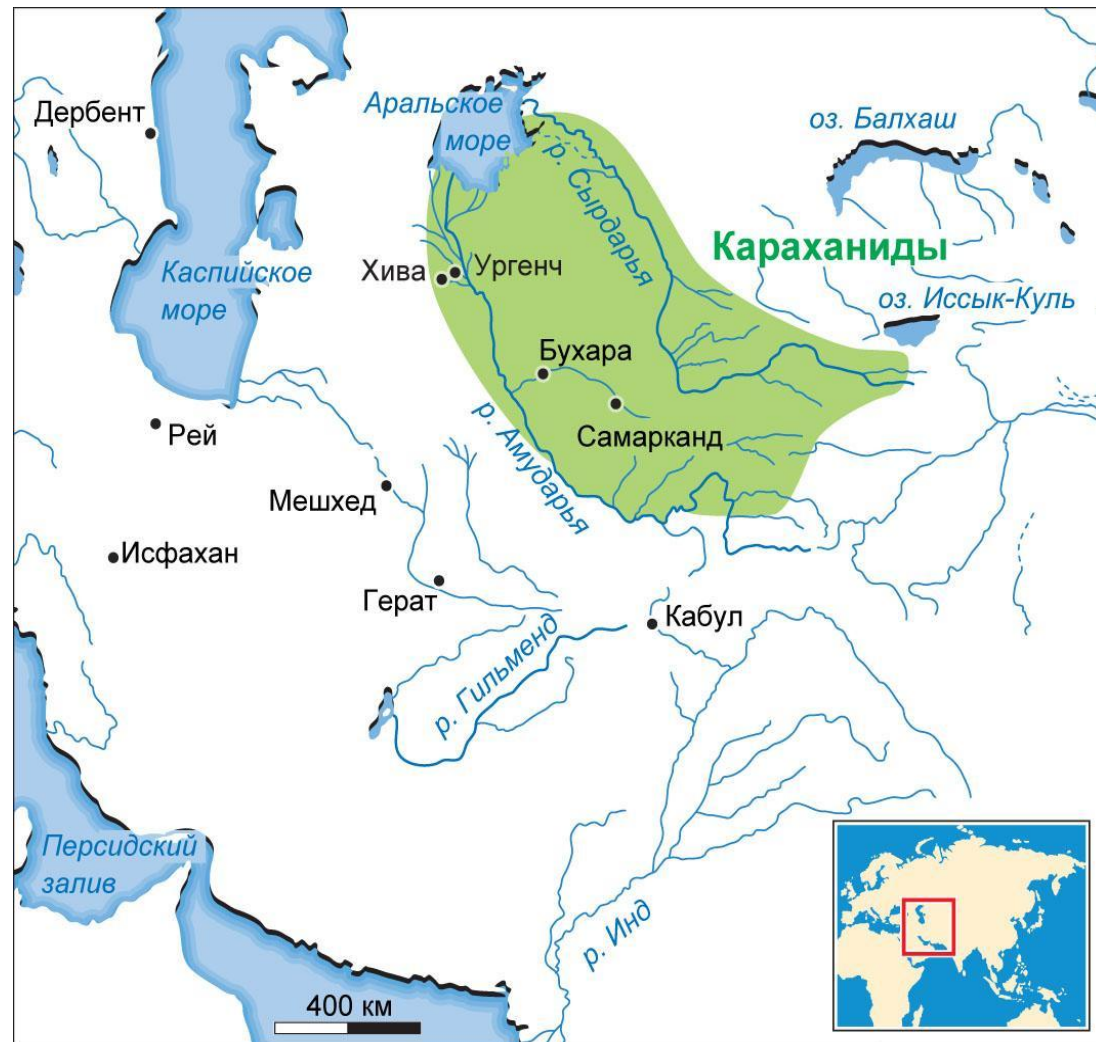 Дербент
Аральское
море
оз. Балхаш
р. Сырдарья
Караханиды
Каспийское
море
Хива
Ургенч
оз. Иссык-Куль
Бухара
Самарканд
р. Амударья
Рей
Мешхед
Исфахан
Герат
Кабул
р. Гильменд
Персидский
залив
р. Инд
400 км